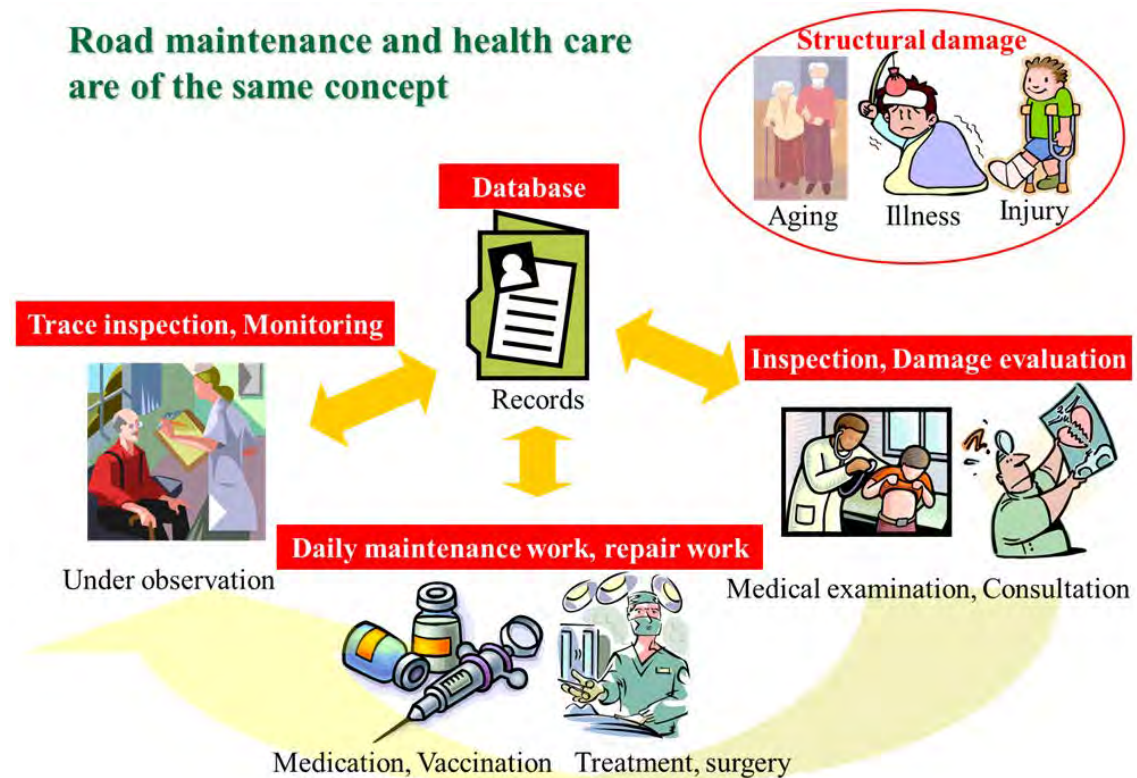 Road maintenance and health care
are of the same concept
Structural damage
Aging
Illness
Injury
Database
Records
Trace inspection, Monitoring
Under observation
Inspection, Damage evaluation
Medical examination, Consultation
Daily maintenance work, repair work
Medication, Vaccination
Treatment, surgery